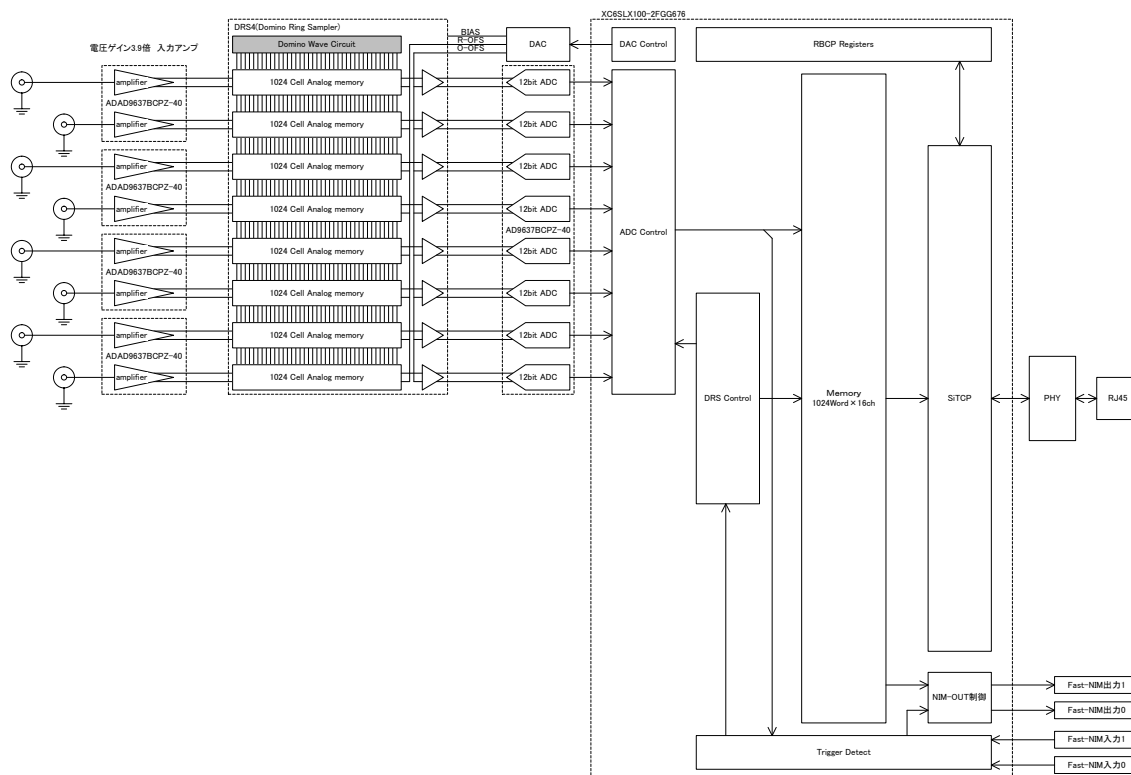 XC6SLX100-2FGG676
DRS4(Domino Ring Sampler)
電圧ゲイン3.9倍 入力アンプ
Domino Wave Circuit
BIAS
R-OFS
O-OFS
DAC
DAC Control
RBCP Registers
amplifier
1024 Cell Analog memory
12bit ADC
ADAD9637BCPZ-40
amplifier
1024 Cell Analog memory
12bit ADC
amplifier
1024 Cell Analog memory
12bit ADC
ADAD9637BCPZ-40
amplifier
1024 Cell Analog memory
12bit ADC
AD9637BCPZ-40
ADC Control
amplifier
1024 Cell Analog memory
12bit ADC
ADAD9637BCPZ-40
amplifier
1024 Cell Analog memory
12bit ADC
amplifier
1024 Cell Analog memory
12bit ADC
ADAD9637BCPZ-40
amplifier
1024 Cell Analog memory
12bit ADC
DRS Control
Memory
1024Word×16ch
SiTCP
PHY
RJ45
NIM-OUT制御
Fast-NIM出力1
Fast-NIM出力0
Trigger Detect
Fast-NIM入力1
Fast-NIM入力0